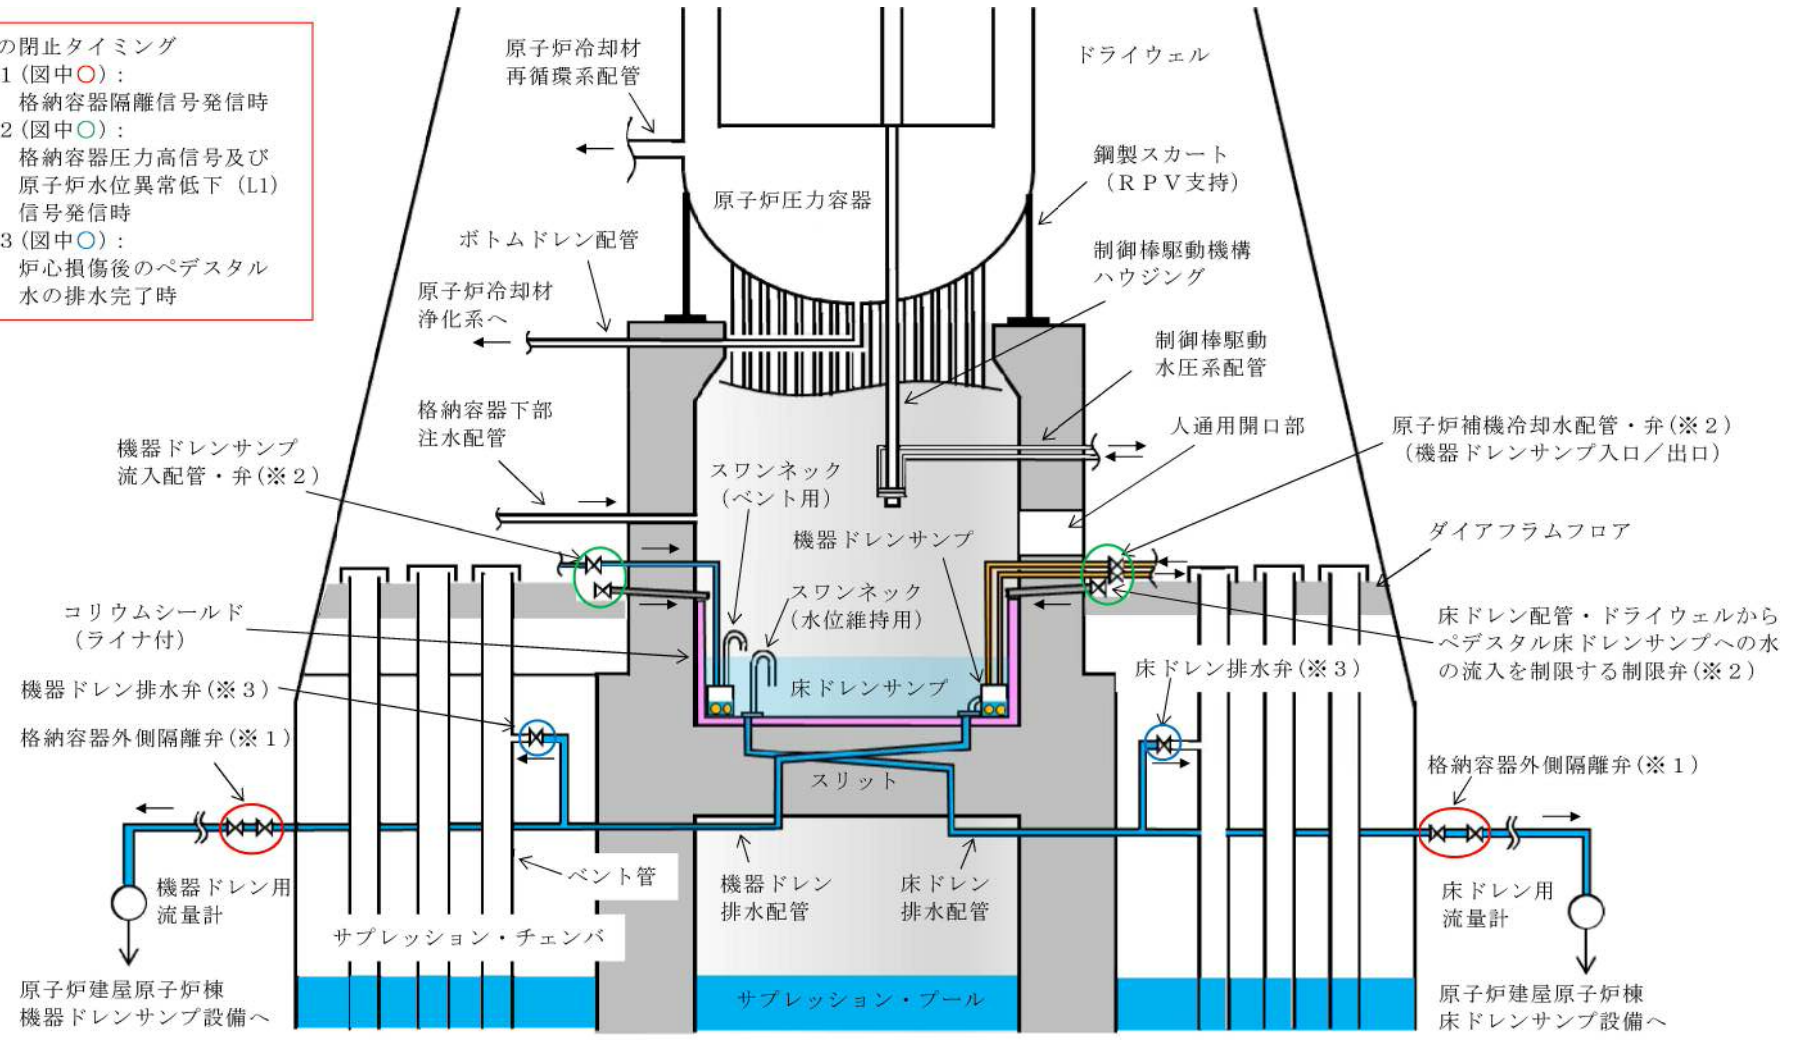 の閉止タイミング
1(図中○):
格納容器隔離信号発信時
2(図中○):
格納容器圧力高信号及び
原子炉水位異常低下(L1)
信号発信時
3(図中○):
炉心損傷後のペデスタル
水の排水完了時
原子炉冷却材
再循環系配管
ドライウェル
鋼製スカート
(RPV支持)
原子炉圧力容器
ボトムドレン配管
制御棒駆動機構
ハウジング
原子炉冷却材
浄化系へ
制御棒駆動
水圧系配管
格納容器下部
注水配管
人通用開口部
原子炉補機冷却水配管・弁(※2)
(機器ドレンサンプ入口/出口)
機器ドレンサンプ
流入配管・弁(※2)
スワンネック
(ベント用)
機器ドレンサンプ
ダイアフラムフロア
スワンネック
(水位維持用)
コリウムシールド
(ライナ付)
床ドレン配管・ドライウェルから
ペデスタル床ドレンサンプへの水
の流入を制限する制限弁(※2)
床ドレンサンプ
床ドレン排水弁(※3)
機器ドレン排水弁(※3)
格納容器外側隔離弁(※1)
スリット
格納容器外側隔離弁(※1)
ベント管
機器ドレン
排水配管
床ドレン
排水配管
機器ドレン用
流量計
床ドレン用
流量計
サプレッション・チェンバ
サプレッション・プール
原子炉建屋原子炉棟
機器ドレンサンプ設備へ
原子炉建屋原子炉棟
床ドレンサンプ設備へ